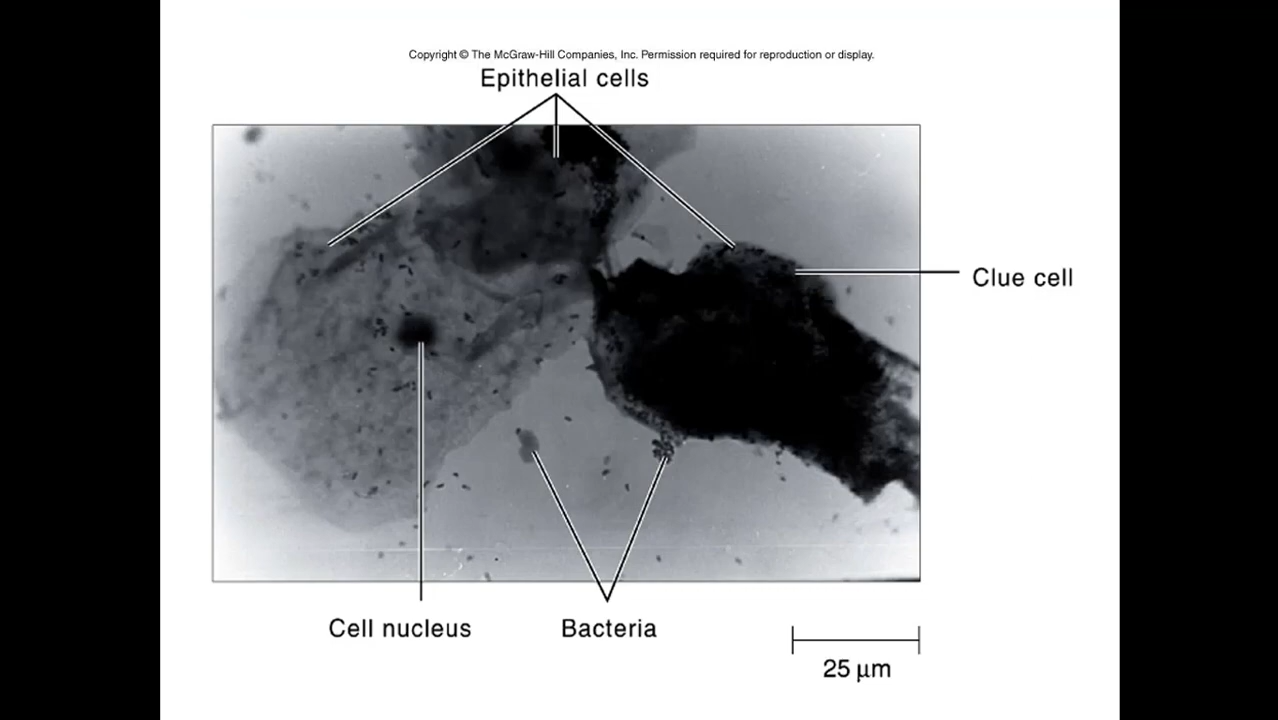 Copyright © The McGraw-Hill Companies, Inc. Permission required for reproduction or display.
Epithelial cells
Clue cell
Cell nucleus
Bacteria
25 µm